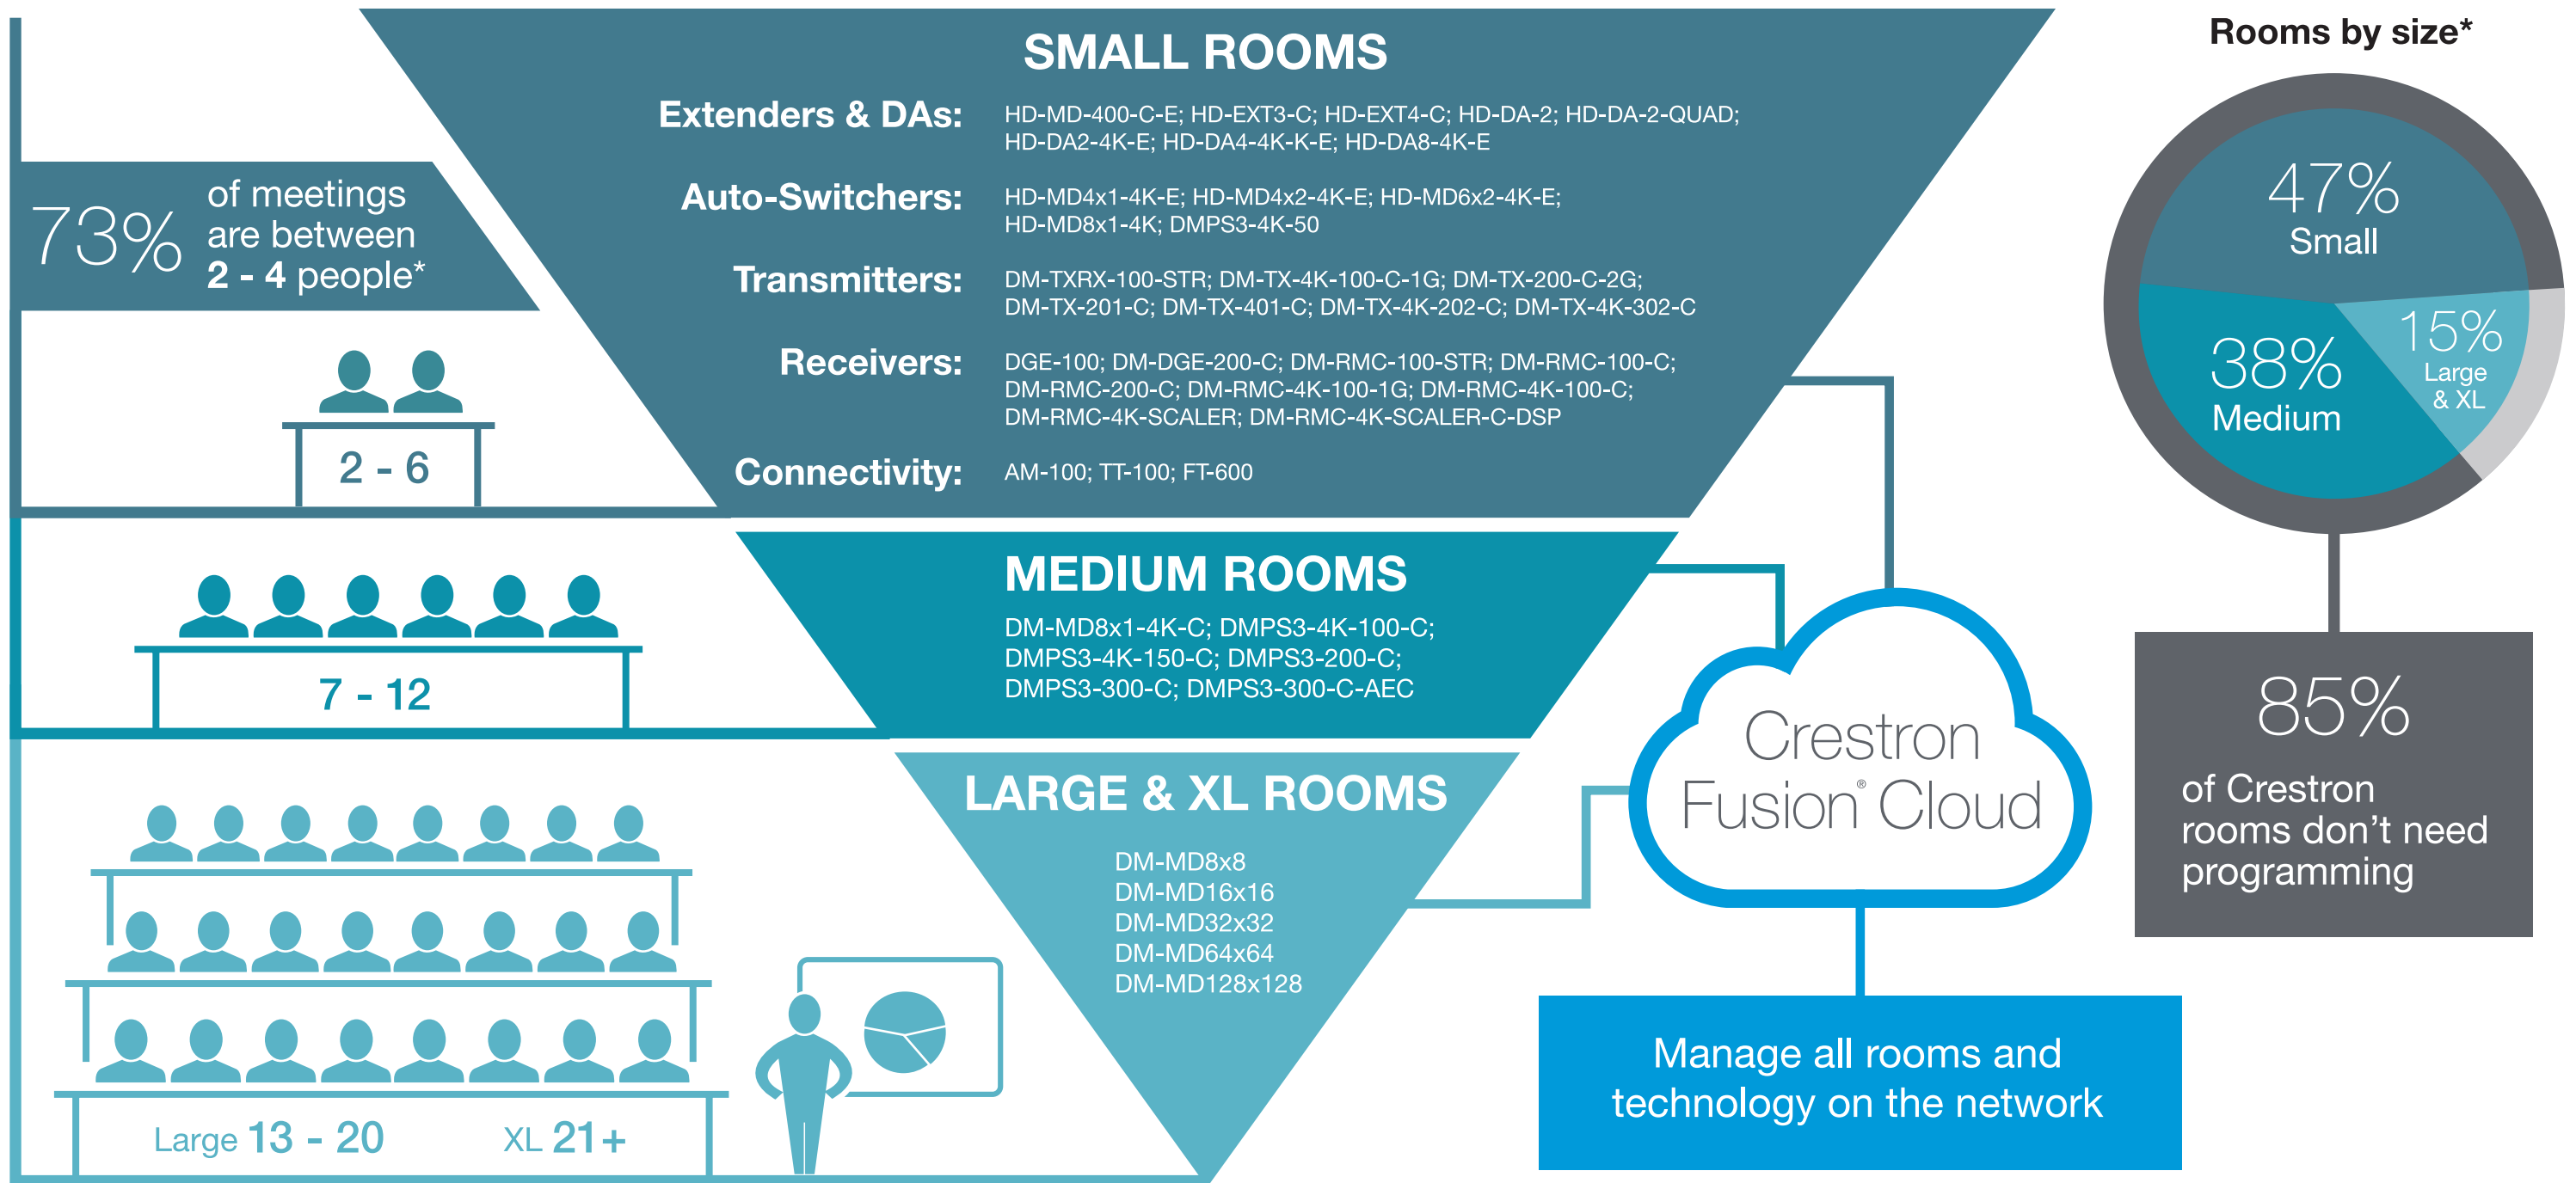 SMALL ROOMS
Extenders & DAs:
HD-MD-400-C-E; HD-EXT3-C; HD-EXT4-C; HD-DA-2; HD-DA-2-QUAD;
HD-DA2-4K-E; HD-DA4-4K-K-E; HD-DA8-4K-E
Auto-Switchers:
HD-MD4x1-4K-E; HD-MD4x2-4K-E; HD-MD6x2-4K-E;
HD-MD8x1-4K; DMPS3-4K-50
Transmitters:
DM-TXRX-100-STR; DM-TX-4K-100-C-1G; DM-TX-200-C-2G;
DM-TX-201-C; DM-TX-401-C; DM-TX-4K-202-C; DM-TX-4K-302-C
Receivers:
DGE-100; DM-DGE-200-C; DM-RMC-100-STR; DM-RMC-100-C;
DM-RMC-200-C; DM-RMC-4K-100-1G; DM-RMC-4K-100-C;
DM-RMC-4K-SCALER; DM-RMC-4K-SCALER-C-DSP
Connectivity:
AM-100; TT-100; FT-600
73%
of meetings
are between
2 - 4 people*
2 - 6
MEDIUM ROOMS
DM-MD8x1-4K-C; DMPS3-4K-100-C;
DMPS3-4K-150-C; DMPS3-200-C;
DMPS3-300-C; DMPS3-300-C-AEC
7 - 12
LARGE & XL ROOMS
DM-MD8x8
DM-MD16x16
DM-MD32x32
DM-MD64x64
DM-MD128x128
Large 13 - 20
XL 21+
Crestron
Fusion® Cloud
Manage all rooms and
technology on the network
Rooms by size*
47%
Small
38%
Medium
15%
Large
& XL
85%
of Crestron
rooms don't need
programming